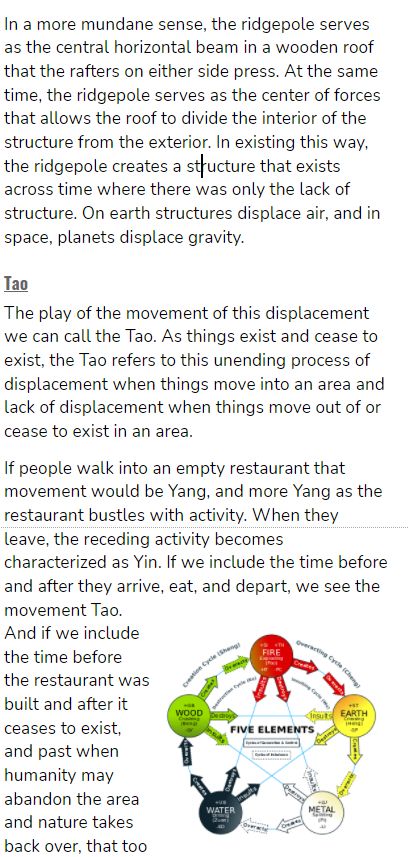 In a more mundane sense, the ridgepole serves
as the central horizontal beam in a wooden roof
that the rafters on either side press. At the same
time, the ridgepole serves as the center of forces
that allows the roof to divide the interior of the
structure from the exterior. In existing this way,
the ridgepole creates a structure that exists
across time where there was only the lack of
structure. On earth structures displace air, and in
space, planets displace gravity.
Tao
The play of the movement of this displacement
we can call the Tao. As things exist and cease to
exist, the Tao refers to this unending process of
displacement when things move into an area and
lack of displacement when things move out of or
cease to exist in an area.
If people walk into an empty restaurant that
movement would be Yang, and more Yang as the
restaurant bustles with activity. When they
leave, the receding activity becomes
characterized as Yin. If we include the time before
and after they arrive, eat, and depart, we see the
movement Tao.
And if we include
the time before
the restaurant was
built and after it
ceases to exist,
and past when
humanity may
abandon the area
and nature takes
back over, that too
Creation Cycle (Sheng)
Overacting Cycle (Cheng)
FIRE
WOOD
EARTH
FIVE ELEMENTS
Cycles of Generation & Control
Cycles of Imbalance
WATER
METAL
Creates
Overacts
Destroys
Insults